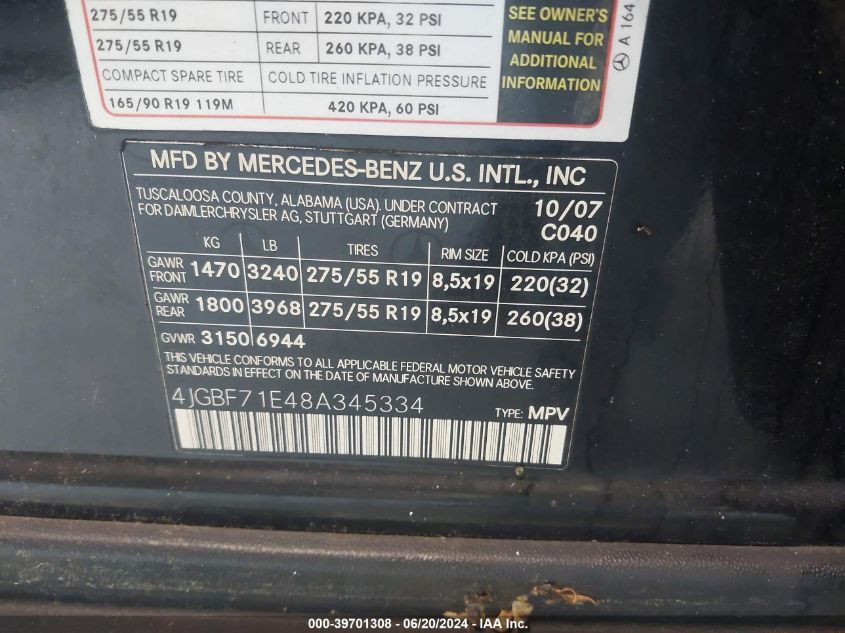 275/55 R19 FRONT 220 KPA, 32 PSI
275/55 R19 REAR 260 KPA, 38 PSI
COMPACT SPARE TIRE COLD TIRE INFLATION PRESSURE
165/90 R19 119M 420 KPA, 60 PSI
SEE OWNER'S
MANUAL FOR
ADDITIONAL
INFORMATION
A 164
MFD BY MERCEDES-BENZ U.S. INTL., INC
TUSCALOOSA COUNTY, ALABAMA (USA). UNDER CONTRACT
FOR DAIMLERCHRYSLER AG, STUTTGART (GERMANY)
10/07
C040
KG LB TIRES RIM SIZE COLD KPA (PSI)
GAWR FRONT 1470 3240 275/55 R19 8,5x19 220(32)
GAWR REAR 1800 3968 275/55 R19 8,5x19 260(38)
GVWR 3150 6944
THIS VEHICLE CONFORMS TO ALL APPLICABLE FEDERAL MOTOR VEHICLE SAFETY
STANDARDS IN EFFECT ON THE DATE OF MANUFACTURE SHOWN ABOVE.
4JGBF71E48A345334 TYPE: MPV
000-39701308 - 06/20/2024 - IAA Inc.